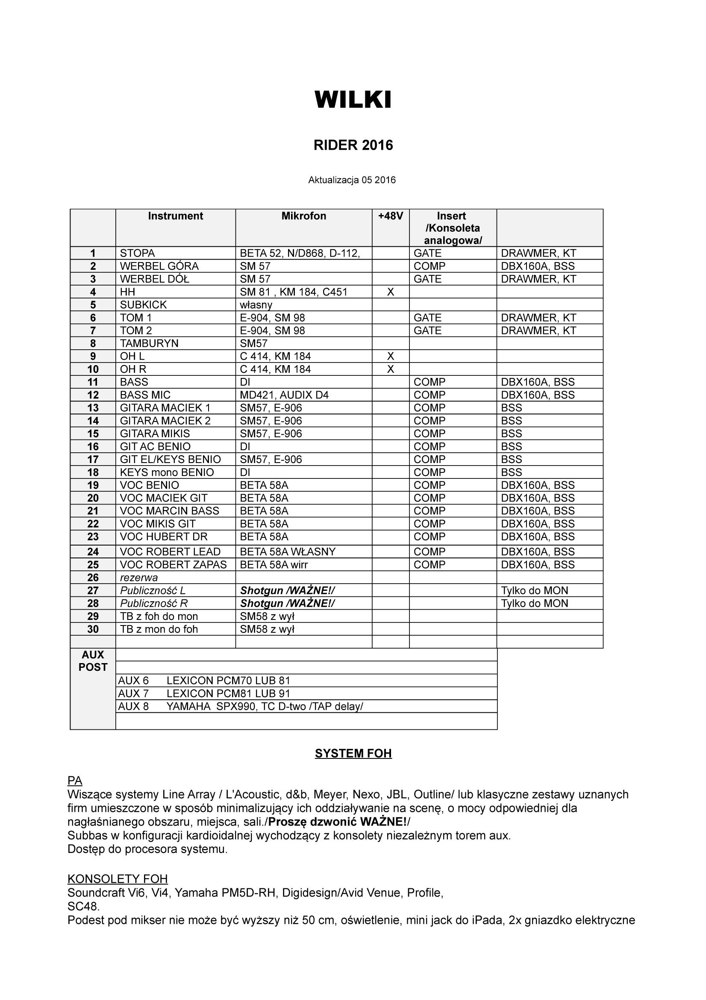 WILKI
RIDER 2016
Aktualizacja 05 2016
Instrument Mikrofon +48V Insert /Konsoleta analogowa/
1 STOPA BETA 52, N/D868, D-112, GATE DRAWMER, KT
2 WERBEL GÓRA SM 57 COMP DBX160A, BSS
3 WERBEL DÓŁ SM 57 GATE DRAWMER, KT
4 HH SM 81 , KM 184, C451 X
5 SUBKICK własny
6 TOM 1 E-904, SM 98 GATE DRAWMER, KT
7 TOM 2 E-904, SM 98 GATE DRAWMER, KT
8 TAMBURYN SM57
9 OH L C 414, KM 184 X
10 OH R C 414, KM 184 X
11 BASS DI COMP DBX160A, BSS
12 BASS MIC MD421, AUDIX D4 COMP DBX160A, BSS
13 GITARA MACIEK 1 SM57, E-906 COMP BSS
14 GITARA MACIEK 2 SM57, E-906 COMP BSS
15 GITARA MIKIS SM57, E-906 COMP BSS
16 GIT AC BENIO DI COMP BSS
17 GIT EL/KEYS BENIO SM57, E-906 COMP BSS
18 KEYS mono BENIO DI COMP BSS
19 VOC BENIO BETA 58A COMP DBX160A, BSS
20 VOC MACIEK GIT BETA 58A COMP DBX160A, BSS
21 VOC MARCIN BASS BETA 58A COMP DBX160A, BSS
22 VOC MIKIS GIT BETA 58A COMP DBX160A, BSS
23 VOC HUBERT DR BETA 58A COMP DBX160A, BSS
24 VOC ROBERT LEAD BETA 58A WŁASNY COMP DBX160A, BSS
25 VOC ROBERT ZAPAS BETA 58A wirr COMP DBX160A, BSS
26 rezerwa
27 Publiczność L Shotgun /WAŻNE!/ Tylko do MON
28 Publiczność R Shotgun /WAŻNE!/ Tylko do MON
29 TB z foh do mon SM58 z wył
30 TB z mon do foh SM58 z wył
AUX
POST
AUX 6 LEXICON PCM70 LUB 81
AUX 7 LEXICON PCM81 LUB 91
AUX 8 YAMAHA SPX990, TC D-two /TAP delay/
SYSTEM FOH
PA
Wiszące systemy Line Array / L'Acoustic, d&b, Meyer, Nexo, JBL, Outline/ lub klasyczne zestawy uznanych
firm umieszczone w sposób minimalizujący ich oddziaływanie na scenę, o mocy odpowiedniej dla
nagłaśnianego obszaru, miejsca, sali./Proszę dzwonić WAŻNE!/
Subbas w konfiguracji kardioidalnej wychodzący z konsolety niezależnym torem aux.
Dostęp do procesora systemu.
KONSOLETY FOH
Soundcraft Vi6, Vi4, Yamaha PM5D-RH, Digidesign/Avid Venue, Profile,
SC48.
Podest pod mikser nie może być wyższy niż 50 cm, oświetlenie, mini jack do iPada, 2x gniazdko elektryczne